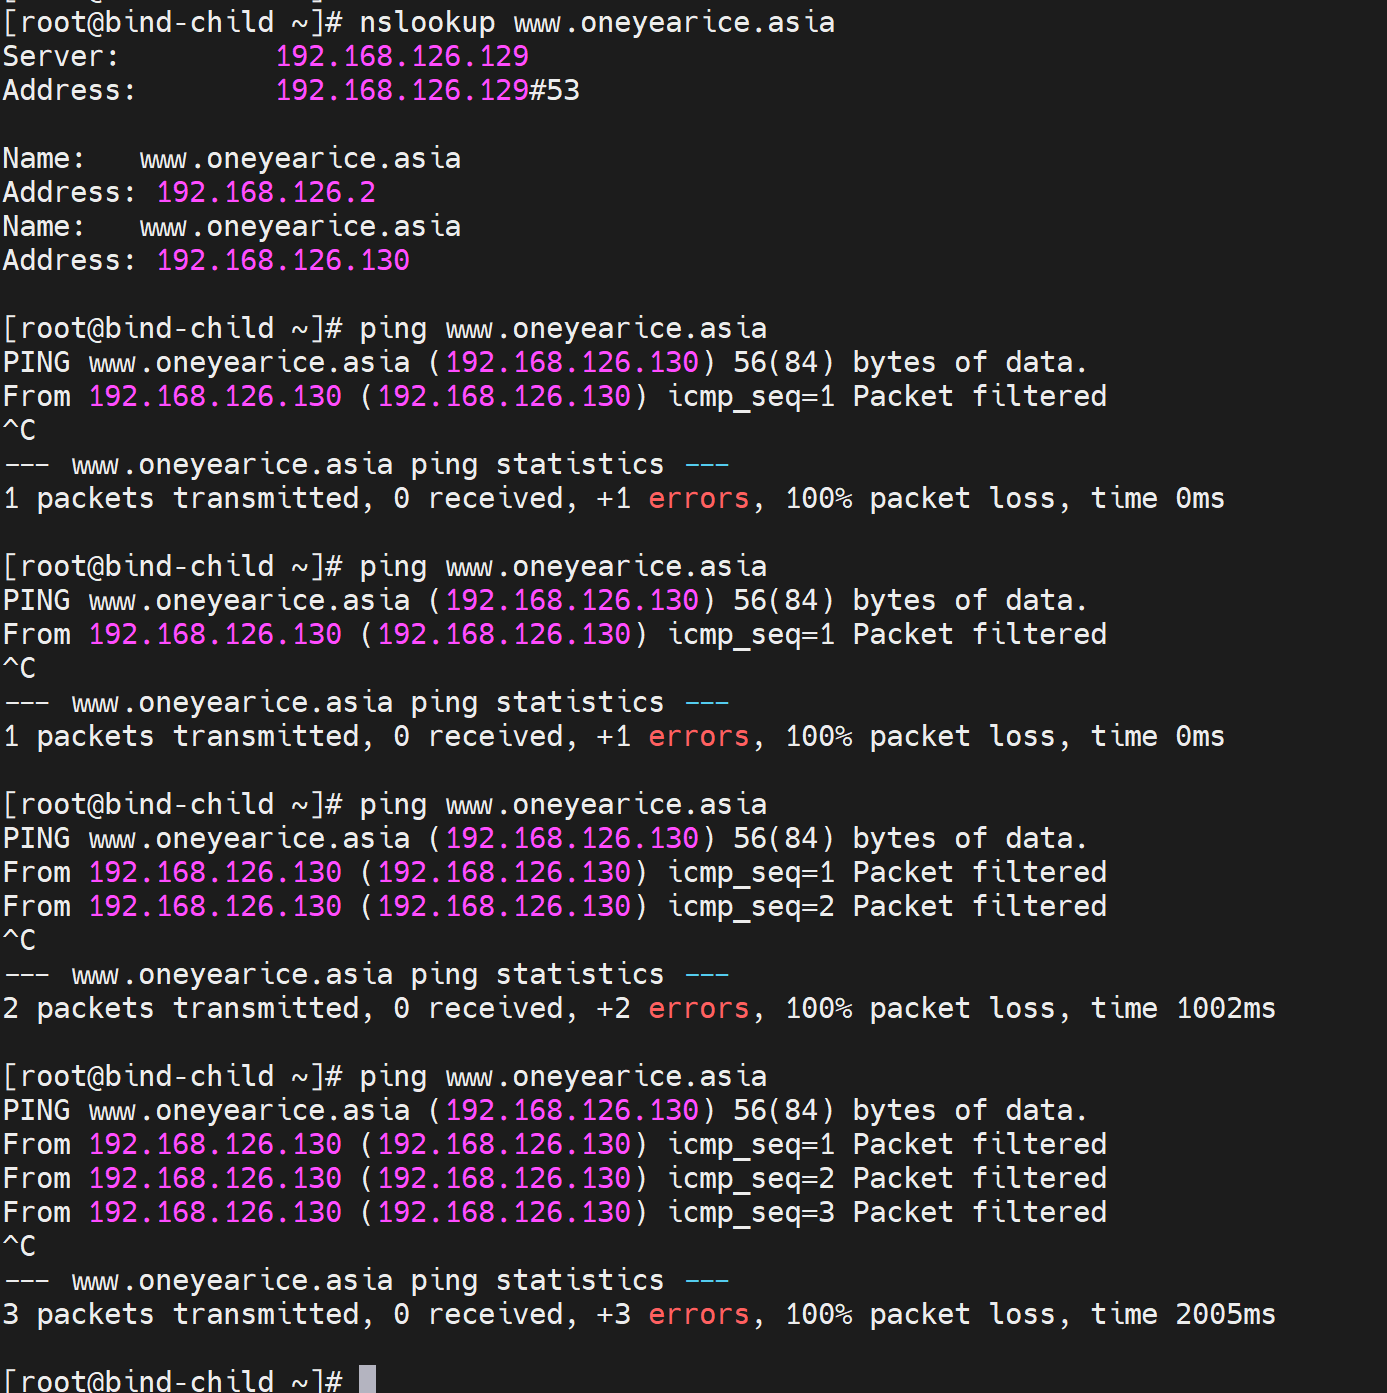 [root@bind-child ~]# nslookup www.oneyearice.asia
Server:         192.168.126.129
Address:        192.168.126.129#53

Name:   www.oneyearice.asia
Address: 192.168.126.2
Name:   www.oneyearice.asia
Address: 192.168.126.130

[root@bind-child ~]# ping www.oneyearice.asia
PING www.oneyearice.asia (192.168.126.130) 56(84) bytes of data.
From 192.168.126.130 (192.168.126.130) icmp_seq=1 Packet filtered
^C
--- www.oneyearice.asia ping statistics ---
1 packets transmitted, 0 received, +1 errors, 100% packet loss, time 0ms

[root@bind-child ~]# ping www.oneyearice.asia
PING www.oneyearice.asia (192.168.126.130) 56(84) bytes of data.
From 192.168.126.130 (192.168.126.130) icmp_seq=1 Packet filtered
^C
--- www.oneyearice.asia ping statistics ---
1 packets transmitted, 0 received, +1 errors, 100% packet loss, time 0ms

[root@bind-child ~]# ping www.oneyearice.asia
PING www.oneyearice.asia (192.168.126.130) 56(84) bytes of data.
From 192.168.126.130 (192.168.126.130) icmp_seq=1 Packet filtered
From 192.168.126.130 (192.168.126.130) icmp_seq=2 Packet filtered
^C
--- www.oneyearice.asia ping statistics ---
2 packets transmitted, 0 received, +2 errors, 100% packet loss, time 1002ms

[root@bind-child ~]# ping www.oneyearice.asia
PING www.oneyearice.asia (192.168.126.130) 56(84) bytes of data.
From 192.168.126.130 (192.168.126.130) icmp_seq=1 Packet filtered
From 192.168.126.130 (192.168.126.130) icmp_seq=2 Packet filtered
From 192.168.126.130 (192.168.126.130) icmp_seq=3 Packet filtered
^C
--- www.oneyearice.asia ping statistics ---
3 packets transmitted, 0 received, +3 errors, 100% packet loss, time 2005ms

[root@bind-child ~]#